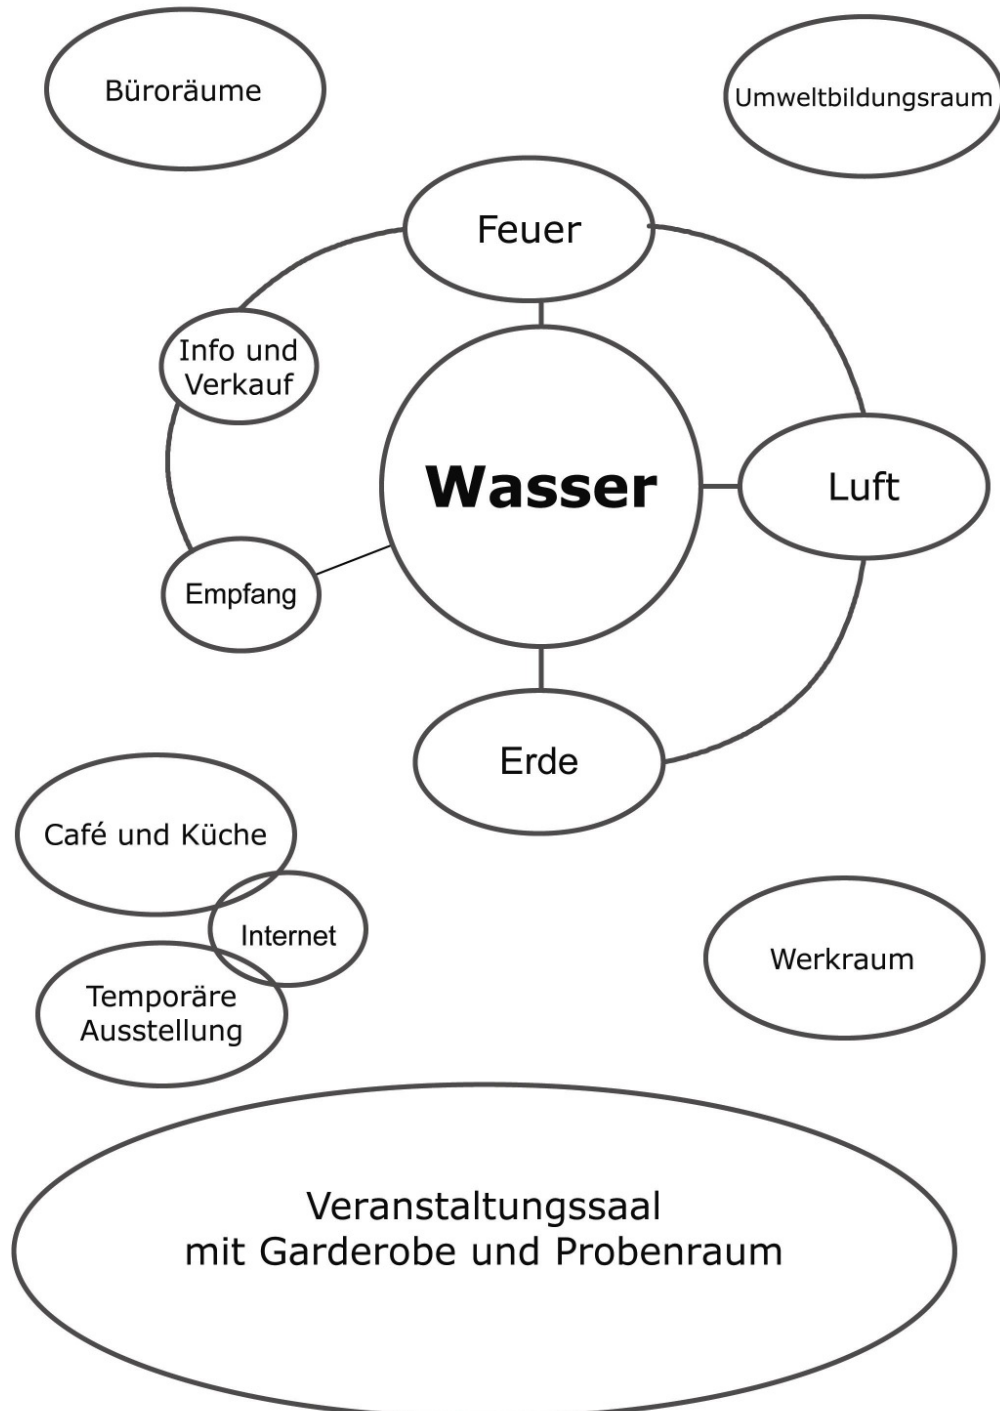 Büroräume
Umweltbildungsraum
Feuer
Info und
Verkauf
Wasser
Luft
Empfang
Erde
Café und Küche
Internet
Werkraum
Temporäre
Ausstellung
Veranstaltungssaal
mit Garderobe und Probenraum